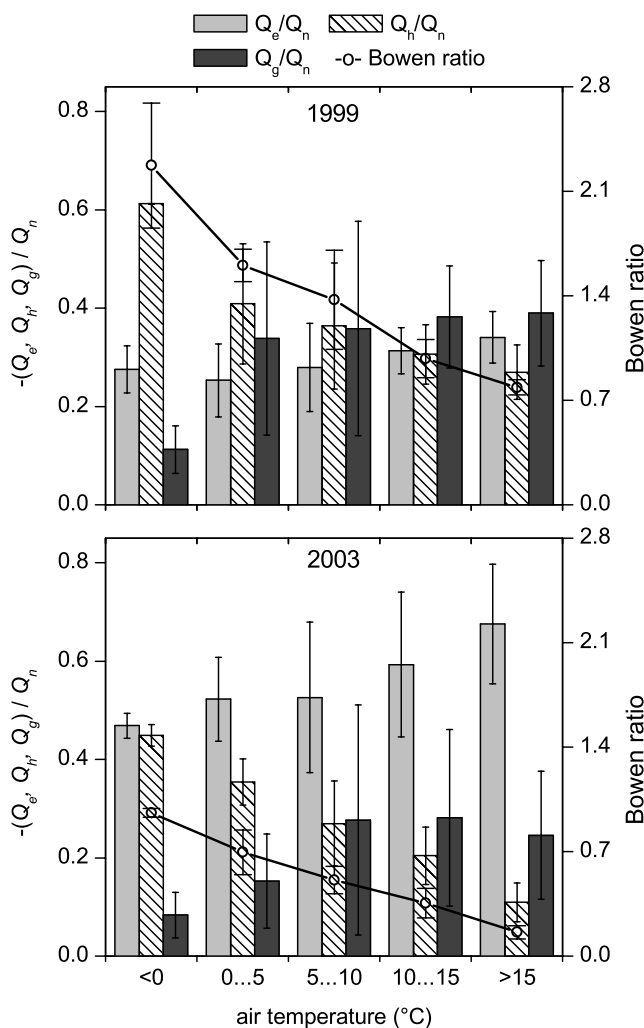 Qe/Qn Qh/Qn
Qg/Qn -o- Bowen ratio
1999
0.8
0.6
0.4
0.2
0.0
-(Qe, Qh, Qg) / Qn
2.8
2.1
1.4
0.7
0.0
Bowen ratio
2003
0.8
0.6
0.4
0.2
0.0
-(Qe, Qh, Qg) / Qn
2.8
2.1
1.4
0.7
0.0
Bowen ratio
<0 0...5 5...10 10...15 >15
air temperature (°C)